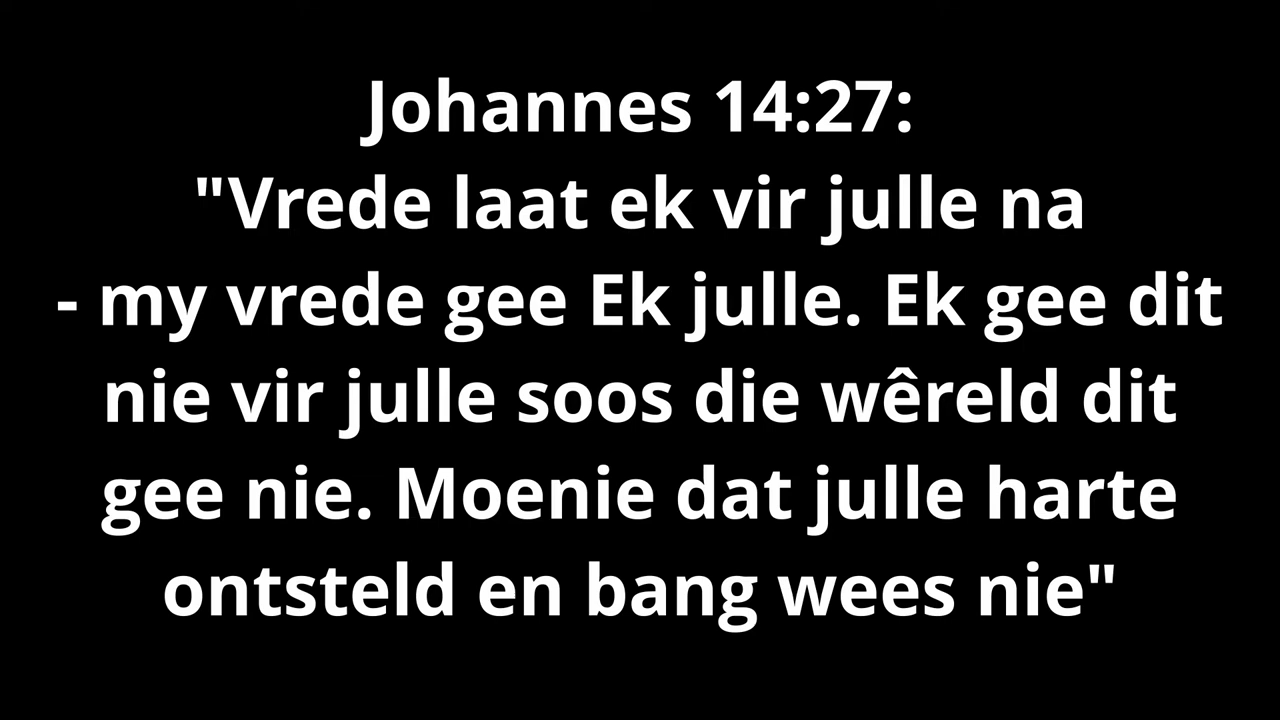 Johannes 14:27:
"Vrede laat ek vir julle na
- my vrede gee Ek julle. Ek gee dit
nie vir julle soos die wêreld dit
gee nie. Moenie dat julle harte
ontsteld en bang wees nie"